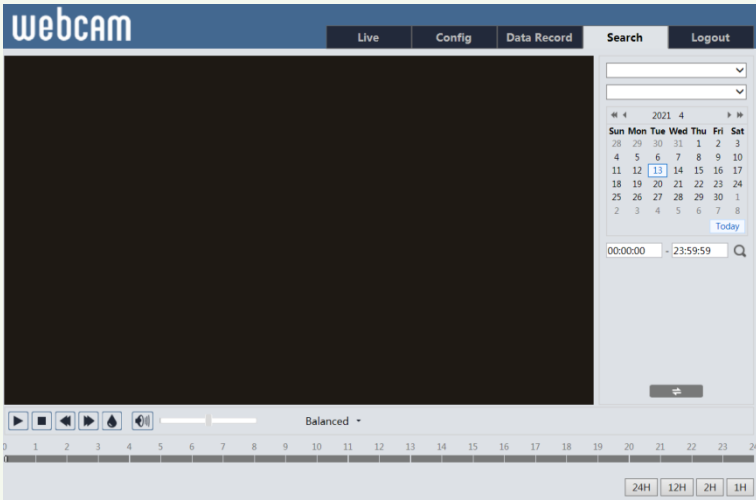 webcam
Live Config Data Record Search Logout
2021 4
Sun Mon Tue Wed Thu Fri Sat
28 29 30 31 1 2 3
4 5 6 7 8 9 10
11 12 13 14 15 16 17
18 19 20 21 22 23 24
25 26 27 28 29 30 1
2 3 4 5 6 7 8
Today
00:00:00 - 23:59:59
Balanced
0 1 2 3 4 5 6 7 8 9 10 11 12 13 14 15 16 17 18 19 20 21 22 23 24
24H 12H 2H 1H